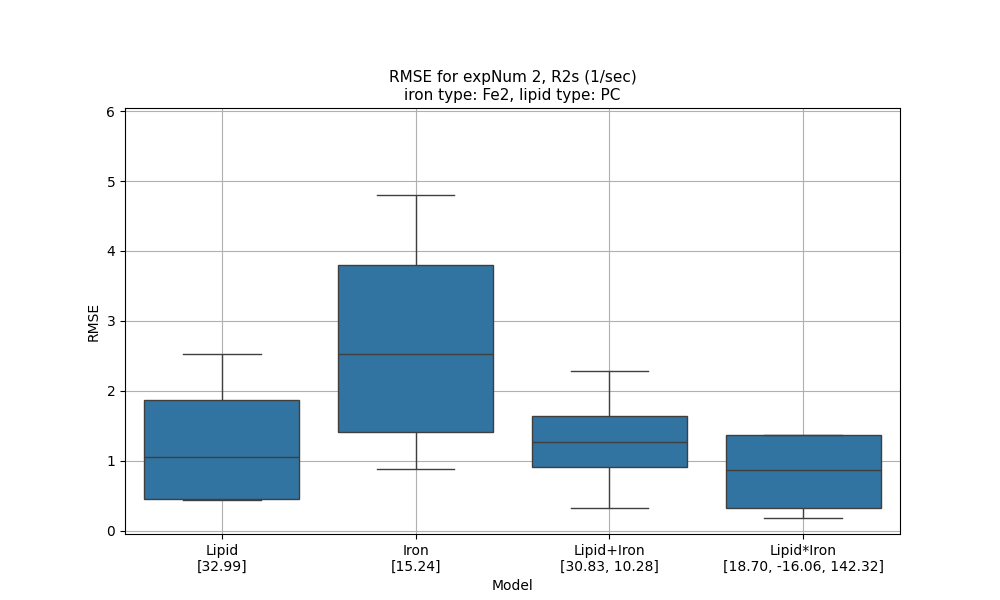 RMSE for expNum 2, R2s (1/sec)
iron type: Fe2, lipid type: PC
6
5
4
3
2
1
0
RMSE
Lipid
[32.99]
Iron
[15.24]
Lipid+Iron
[30.83, 10.28]
Lipid*Iron
[18.70, -16.06, 142.32]
Model